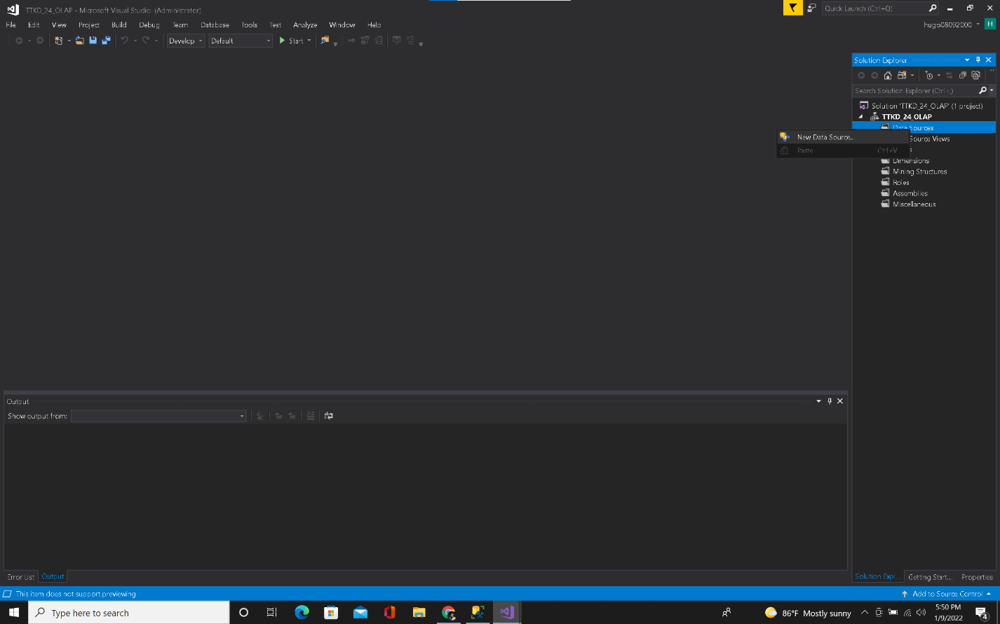 TTKD_24_OLAP - Microsoft Visual Studio (Administrator)
Quick Launch (Ctrl+Q)
File Edit View Project Build Debug Team Database Tools Test Analyze Window Help
hugo08092000
H
Develop Default Start
Solution Explorer
Search Solution Explorer (Ctrl+;)
Solution 'TTKD_24_OLAP' (1 project)
TTKD_24_OLAP
Data Sources
New Data Source...
Source Views
Paste Ctrl+V
Dimensions
Mining Structures
Roles
Assemblies
Miscellaneous
Output
Show output from:
Error List Output
Solution Expl... Getting Start... Properties
This item does not support previewing
Add to Source Control
Type here to search
86°F Mostly sunny
5:50 PM
1/9/2022
4